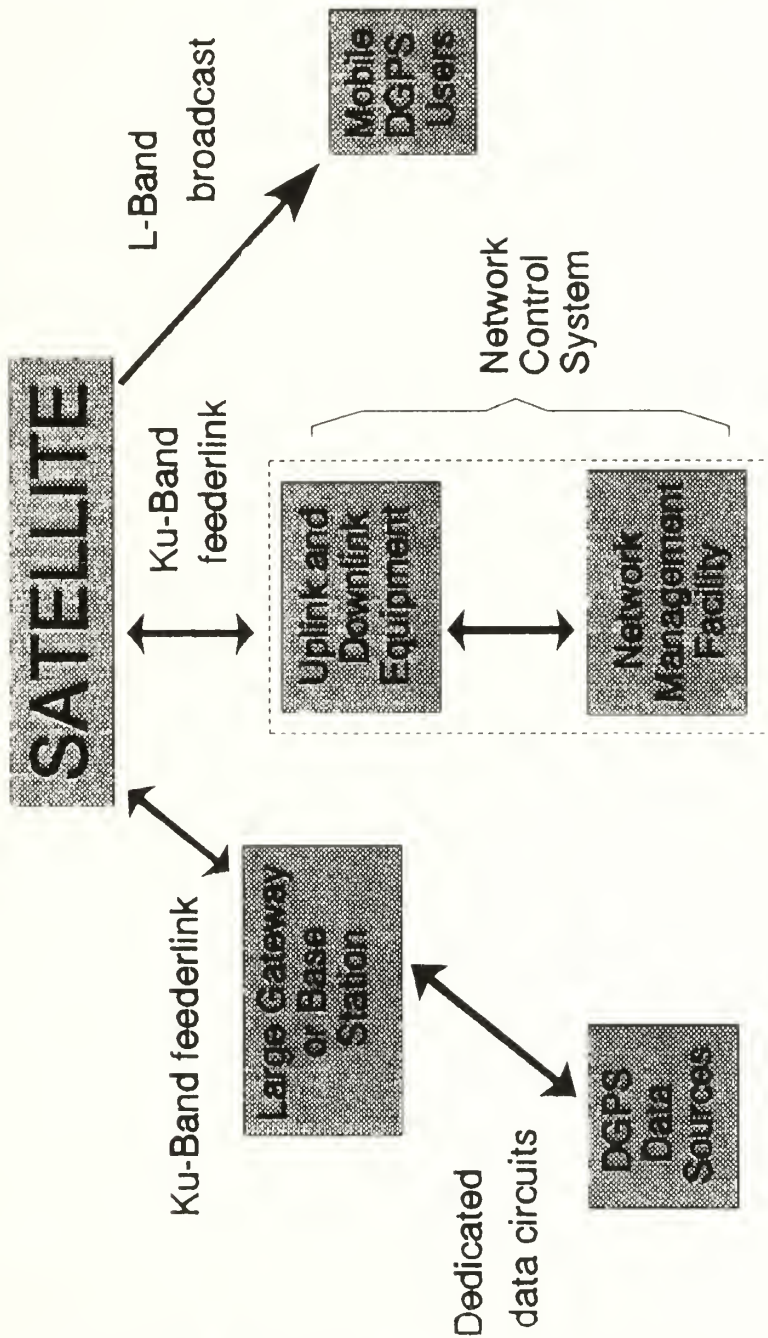 SATELLITE
Ku-Band feederlink
Ku-Band
feederlink
L-Band
broadcast
Large Gateway
or Base
Station
Uplink and
Downlink
Equipment
Mobile
DGPS
Users
Dedicated
data circuits
DGPS
Data
Sources
Network
Management
Facility
Network
Control
System